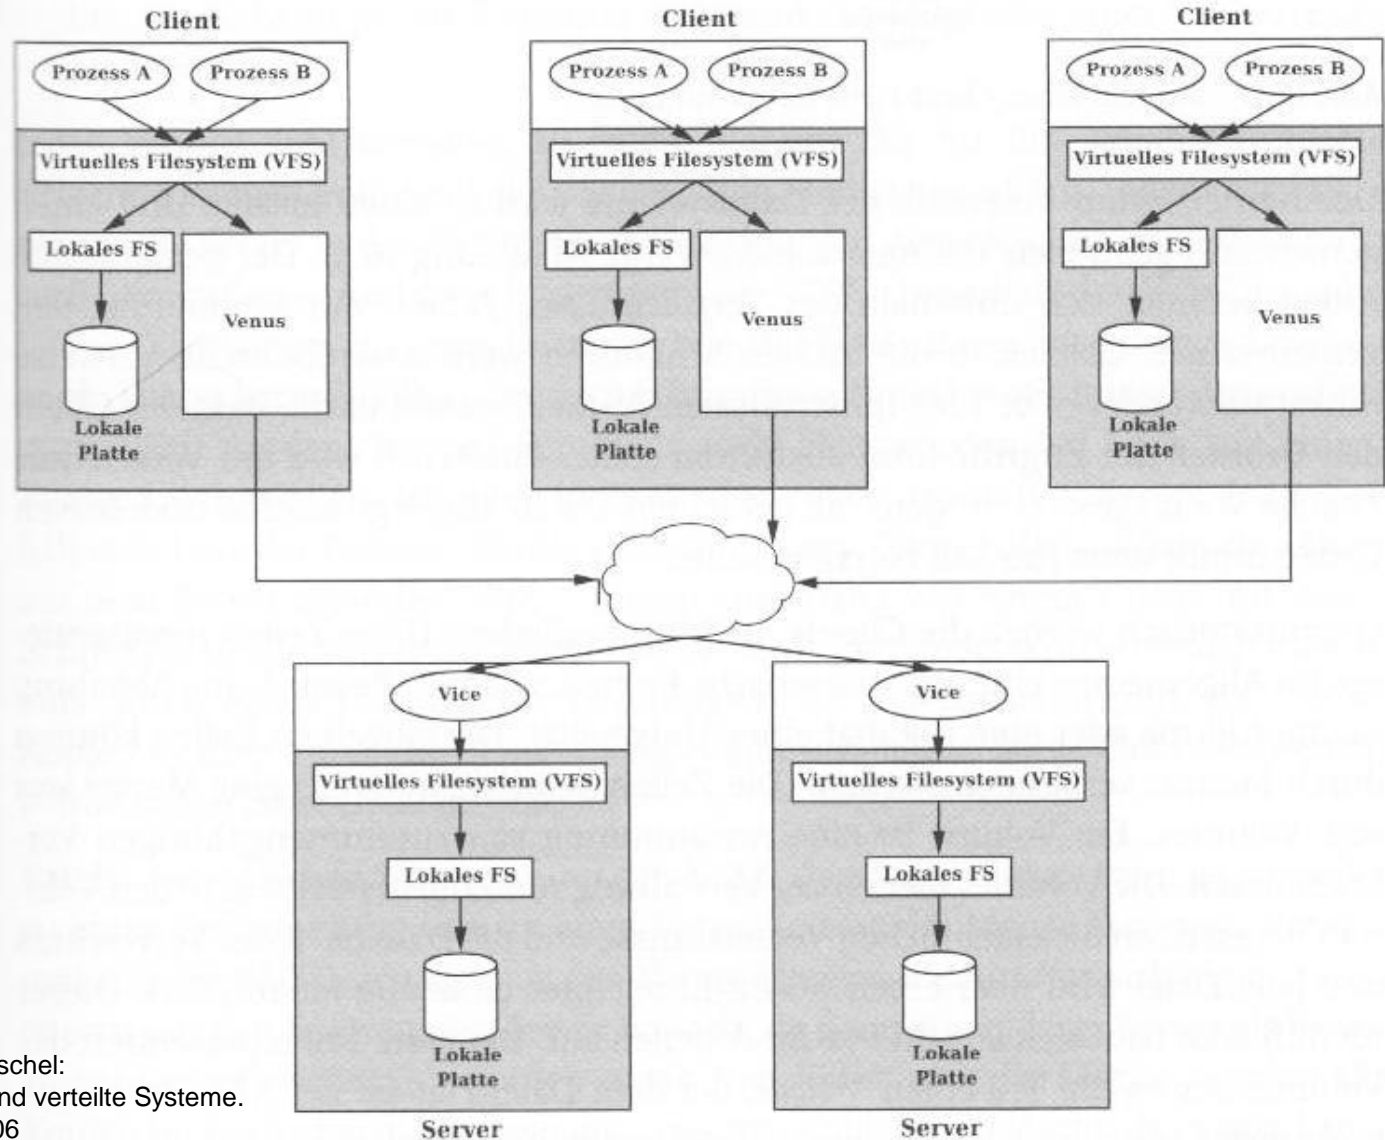 Client
Client
Client
Prozess A
Prozess B
Prozess A
Prozess B
Prozess A
Prozess B
Virtuelles Filesystem (VFS)
Virtuelles Filesystem (VFS)
Virtuelles Filesystem (VFS)
Lokales FS
Venus
Lokale
Platte
Lokales FS
Venus
Lokale
Platte
Lokales FS
Venus
Lokale
Platte
Vice
Vice
Virtuelles Filesystem (VFS)
Virtuelles Filesystem (VFS)
Lokales FS
Lokales FS
Lokale
Platte
Lokale
Platte
Server
Server
schel:
nd verteilte Systeme.
06